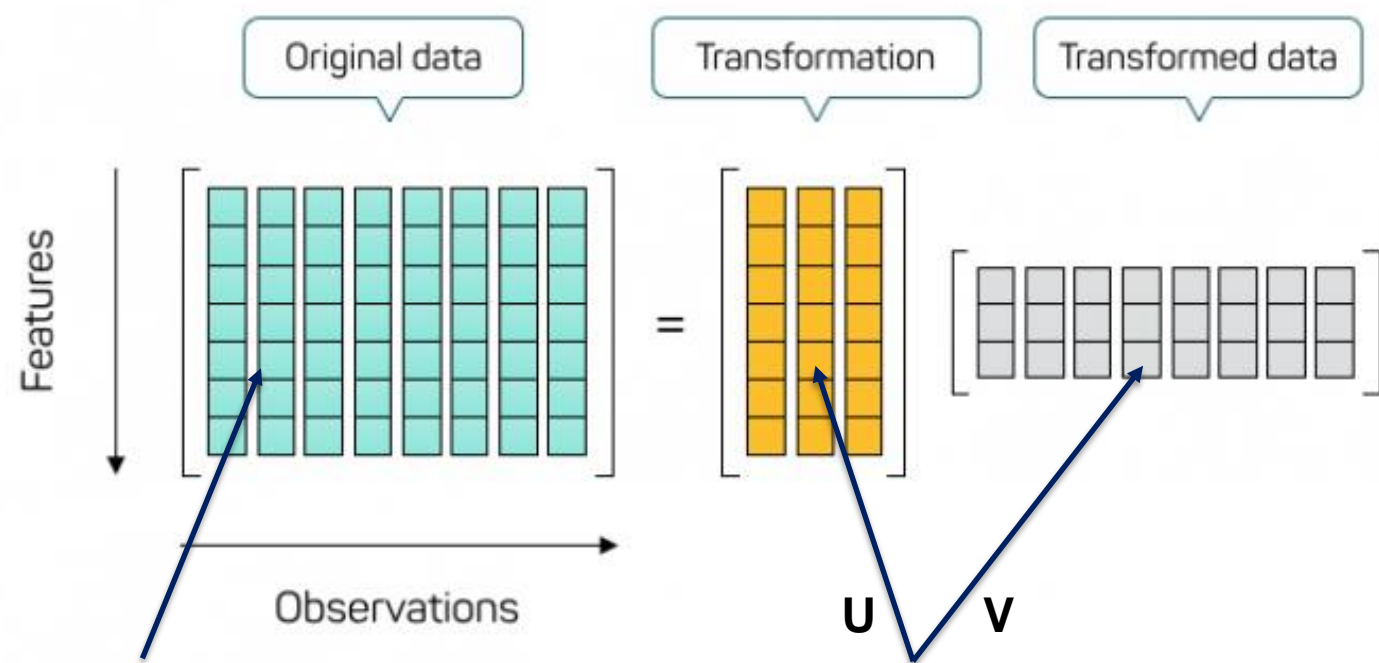 Original data
Transformation
Transformed data
Features
=
Observations
U
V